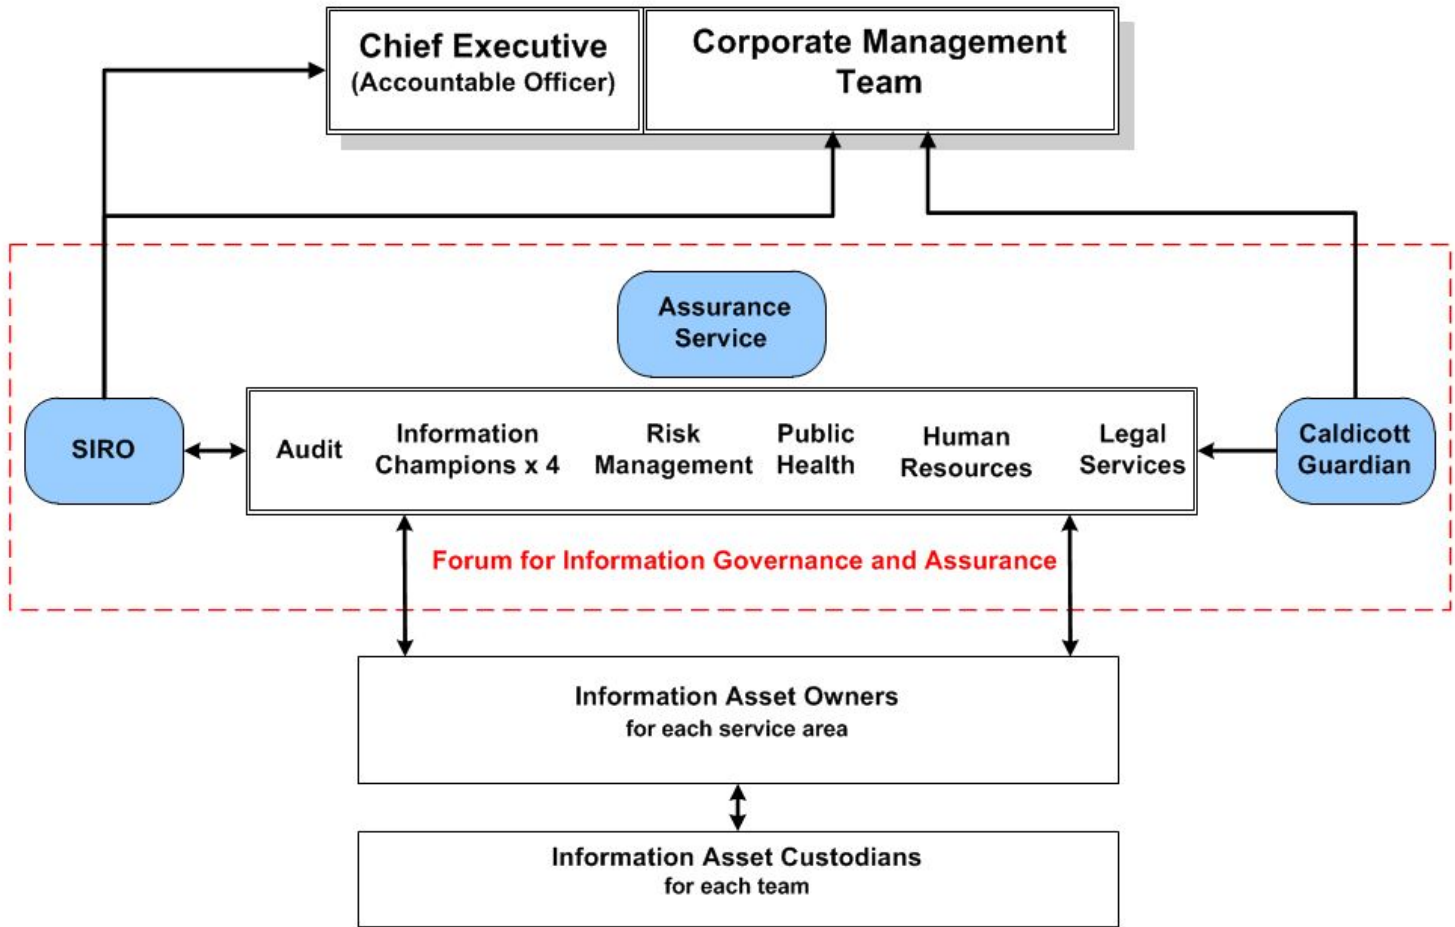 Chief Executive
(Accountable Officer)
Corporate Management
Team
Assurance
Service
SIRO
Audit
Information
Champions x 4
Risk
Management
Public
Health
Human
Resources
Legal
Services
Caldicott
Guardian
Forum for Information Governance and Assurance
Information Asset Owners
for each service area
Information Asset Custodians
for each team